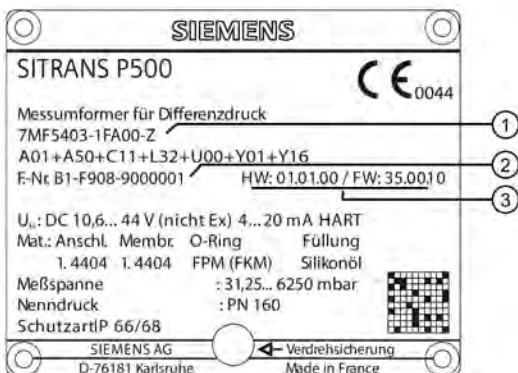 SIEMENS
SITRANS P500
CE 0044
Messumformer für Differenzdruck
7MF5403-1FA00-Z
1
A01+A50+C11+L32+U00+Y01+Y16
2
F.-Nr. B1-F908-9000001 HW: 01.01.00 / FW: 35.00.10
3
UH: DC 10,6... 44 V (nicht Ex) 4...20 mA HART
Mat.: Anschl. Membr. O-Ring Füllung
1.4404 1.4404 FPM (FKM) Silikonöl
Meßspanne : 31,25... 6250 mbar
Nenndruck : PN 160
SchutzartIP 66/68
SIEMENS AG Verdrehsicherung
D-76181 Karlsruhe Made in France